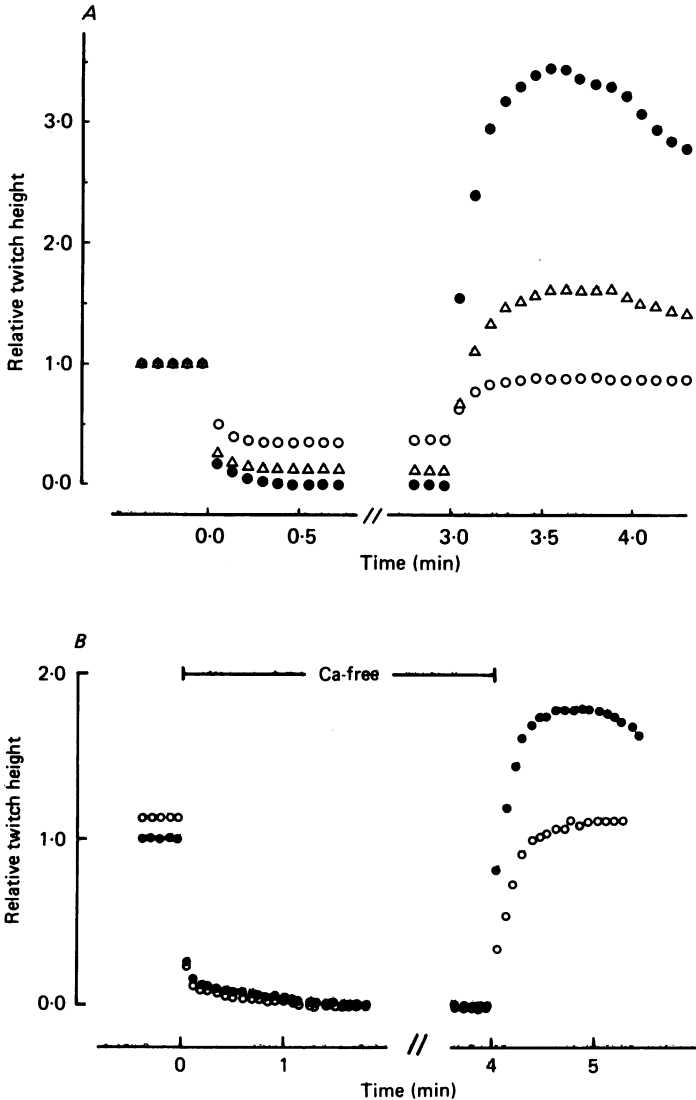 A
3·0
2·0
1·0
0·0
Relative twitch height
0·0 0·5 3·0 3·5 4·0
Time (min)
B
2·0
1·0
0·0
Ca-free
Relative twitch height
0 1 4 5
Time (min)